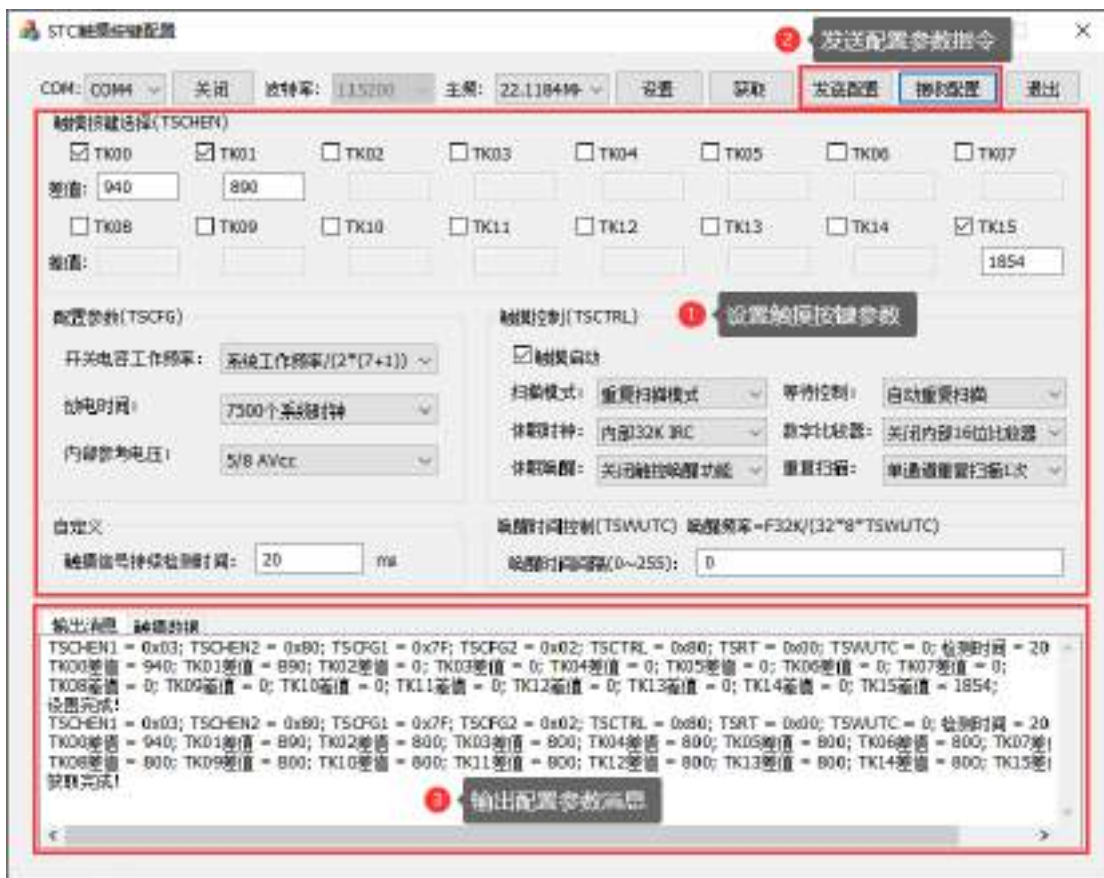 STC触摸按键配置
2 发送配置参数指令
COM: COM4 关闭 波特率: 115200 主频: 22.1184M 设置 获取 发送配置 接收配置 退出
触摸按键选择(TSCHEN)
TK00 TK01 TK02 TK03 TK04 TK05 TK06 TK07
差值: 940 890
TK08 TK09 TK10 TK11 TK12 TK13 TK14 TK15
差值: 1854
配置参数(TSCFG)
触摸控制(TSCTRL)
1 设置触摸按键参数
开关电容工作频率: 系统工作频率/(2*(7+1))
触摸启动
放电时间: 7500个系统时钟
扫描模式: 重复扫描模式 等待控制: 自动重复扫描
休眠时钟: 内部32K IRC 数字比较器: 关闭内部16位比较器
内部参考电压: 5/8 AVcc
休眠唤醒: 关闭触控唤醒功能 重复扫描: 单通道重复扫描1次
自定义
唤醒时间控制(TSWUTC) 唤醒频率=F32K/(32*8*TSWUTC)
触摸信号持续检测时间: 20 ms
唤醒时间间隔(0~255): 0
输出消息 触摸数据
TSCHEN1 = 0x03; TSCHEN2 = 0x80; TSCFG1 = 0x7F; TSCFG2 = 0x02; TSCTRL = 0x80; TSRT = 0x00; TSWUTC = 0; 检测时间 = 20
TK00差值 = 940; TK01差值 = 890; TK02差值 = 0; TK03差值 = 0; TK04差值 = 0; TK05差值 = 0; TK06差值 = 0; TK07差值 = 0;
TK08差值 = 0; TK09差值 = 0; TK10差值 = 0; TK11差值 = 0; TK12差值 = 0; TK13差值 = 0; TK14差值 = 0; TK15差值 = 1854;
设置完成!
TSCHEN1 = 0x03; TSCHEN2 = 0x80; TSCFG1 = 0x7F; TSCFG2 = 0x02; TSCTRL = 0x80; TSRT = 0x00; TSWUTC = 0; 检测时间 = 20
TK00差值 = 940; TK01差值 = 890; TK02差值 = 800; TK03差值 = 800; TK04差值 = 800; TK05差值 = 800; TK06差值 = 800; TK07差
TK08差值 = 800; TK09差值 = 800; TK10差值 = 800; TK11差值 = 800; TK12差值 = 800; TK13差值 = 800; TK14差值 = 800; TK15差
获取完成!
3 输出配置参数消息